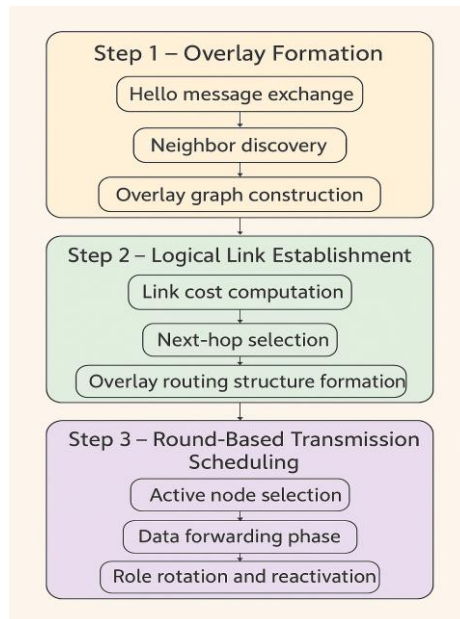 Step 1 – Overlay Formation
Hello message exchange
Neighbor discovery
Overlay graph construction
Step 2 – Logical Link Establishment
Link cost computation
Next-hop selection
Overlay routing structure formation
Step 3 – Round-Based Transmission
Scheduling
Active node selection
Data forwarding phase
Role rotation and reactivation